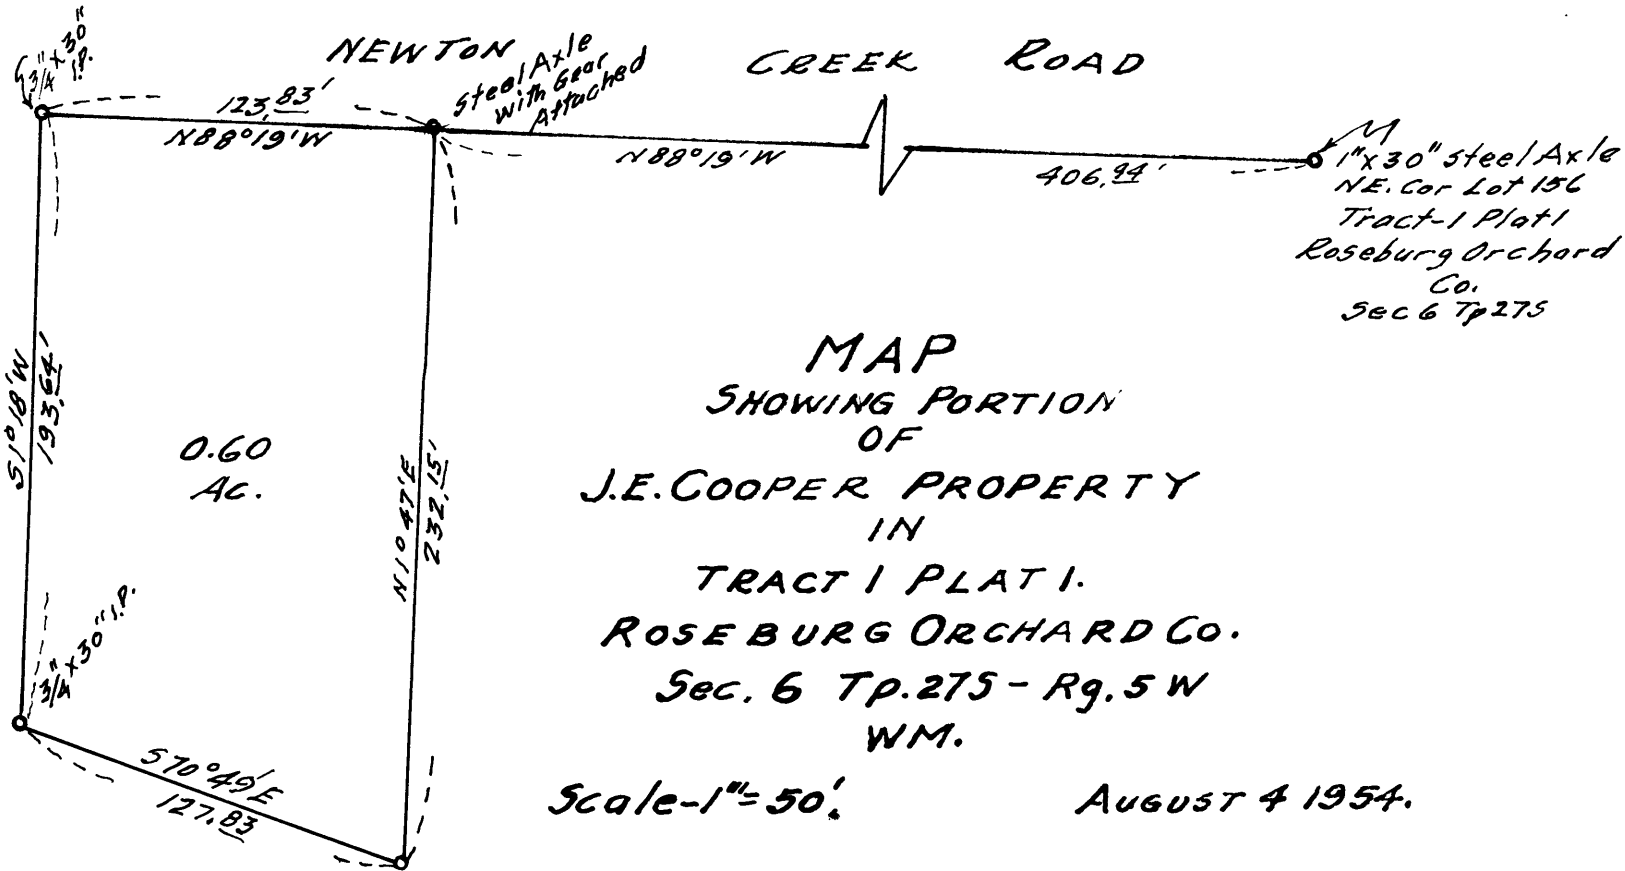 NEWTON CREEK ROAD
3/4" x 30"
I.P.
123.83'
N88°19'W
Steel Axle
with Gear
Attached
N88°19'W
406.94'
M
1"x30" Steel Axle
NE. Cor Lot 156
Tract-1 Plat 1
Roseburg Orchard
Co.
Sec 6 Tp 27S
S1°18'W
193.64'
0.60
Ac.
N1°47'E
232.15'
3/4" x 30" I.P.
S70°49'E
127.83
MAP
SHOWING PORTION
OF
J.E. COOPER PROPERTY
IN
TRACT 1 PLAT 1.
ROSEBURG ORCHARD CO.
Sec. 6 Tp. 27S - Rg. 5 W
WM.
Scale-1"=50'.
AUGUST 4 1954.